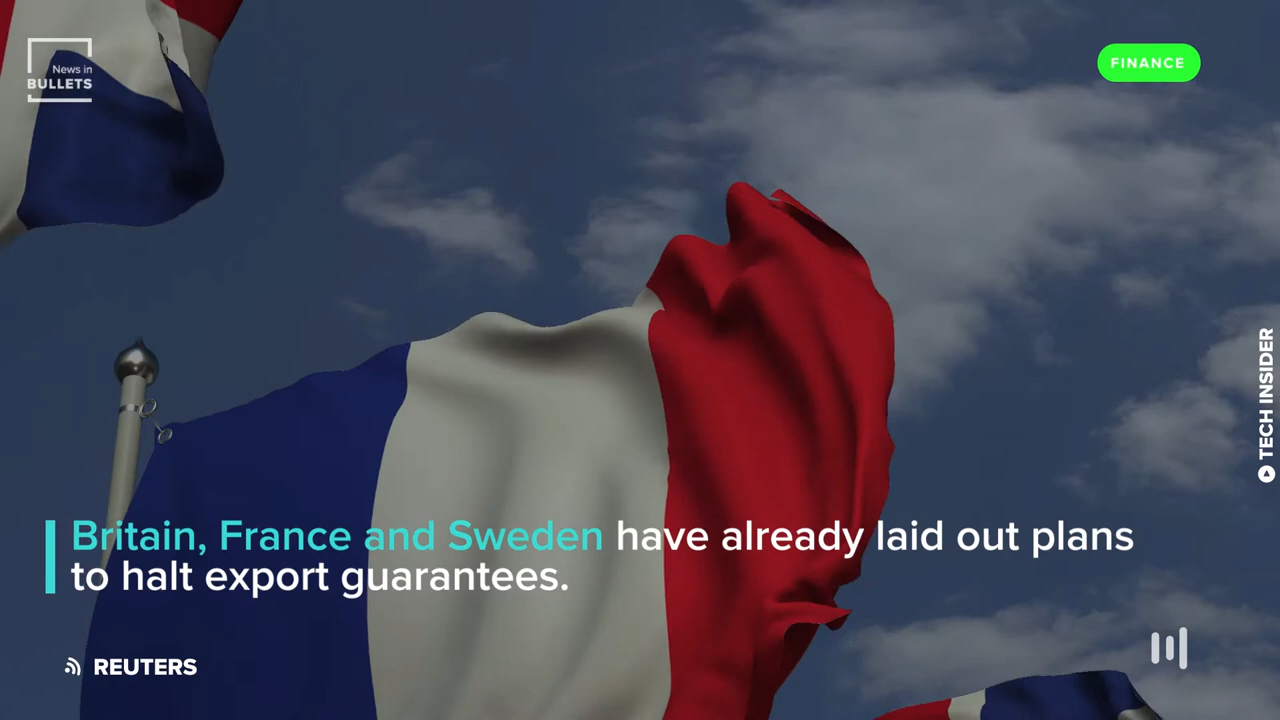 News in
BULLETS
FINANCE
TECH INSIDER
Britain, France and Sweden have already laid out plans
to halt export guarantees.
REUTERS